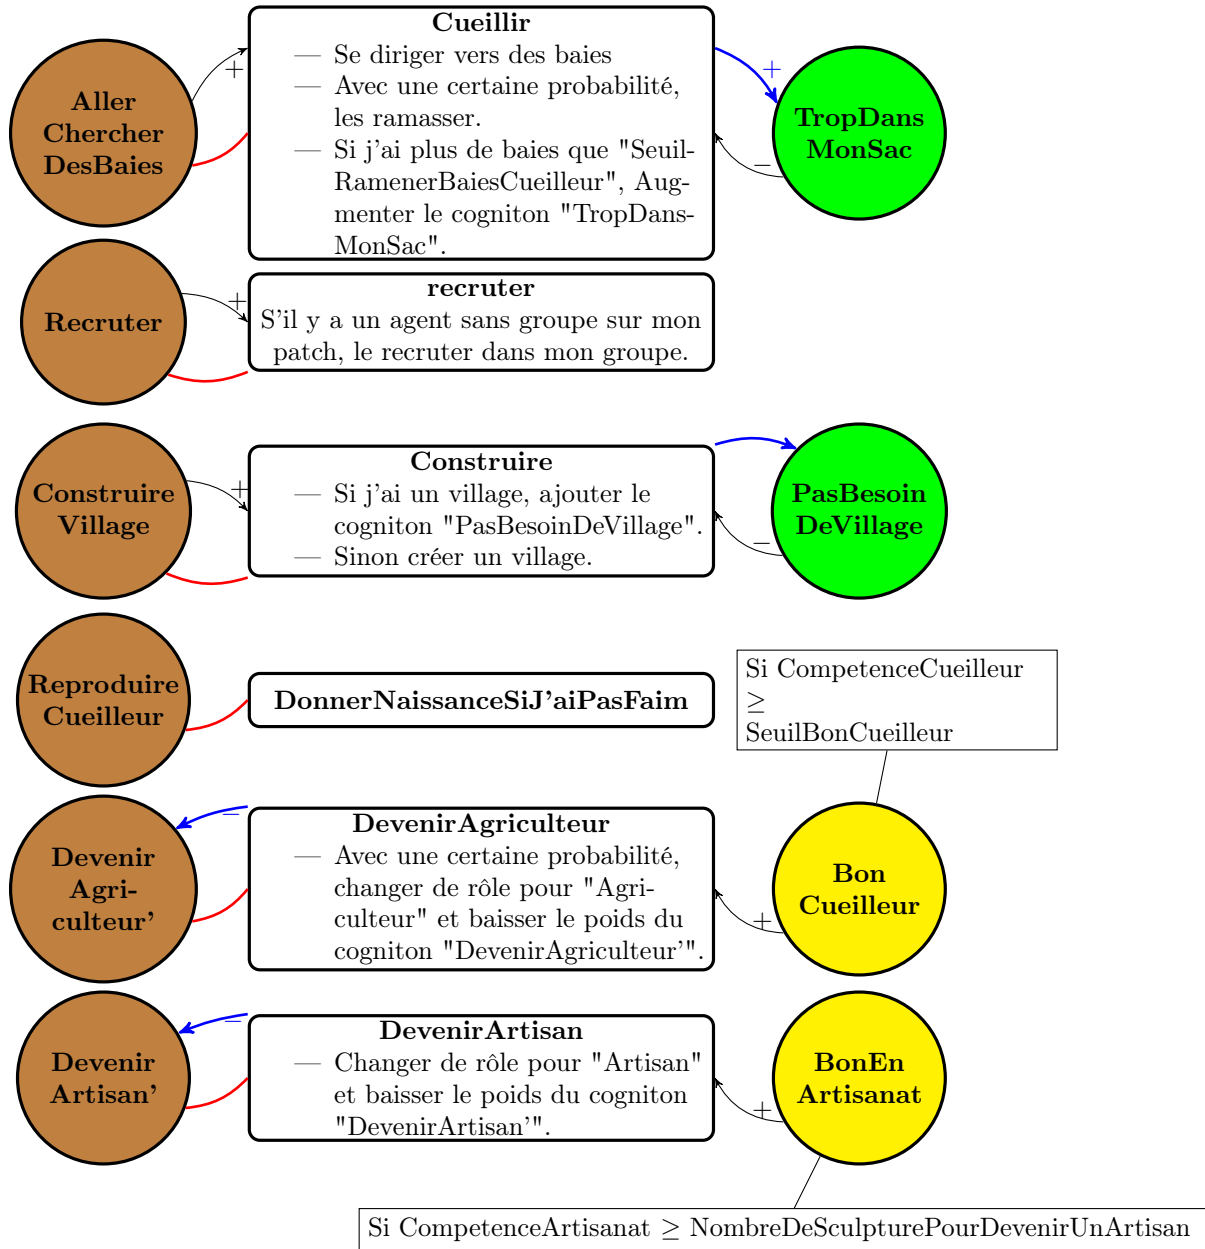 Aller
Chercher
DesBaies
+
Cueillir
— Se diriger vers des baies
— Avec une certaine probabilité,
les ramasser.
— Si j'ai plus de baies que "Seuil-
RamenerBaiesCueilleur", Aug-
menter le cogniton "TropDans-
MonSac".
+
−
TropDans
MonSac
Recruter
+
recruter
S'il y a un agent sans groupe sur mon
patch, le recruter dans mon groupe.
Construire
Village
+
Construire
— Si j'ai un village, ajouter le
cogniton "PasBesoinDeVillage".
— Sinon créer un village.
−
PasBesoin
DeVillage
Reproduire
Cueilleur
DonnerNaissanceSiJ'aiPasFaim
Si CompetenceCueilleur
≥
SeuilBonCueilleur
Devenir
Agri-
culteur'
−
DevenirAgriculteur
— Avec une certaine probabilité,
changer de rôle pour "Agri-
culteur" et baisser le poids du
cogniton "DevenirAgriculteur'".
+
Bon
Cueilleur
Devenir
Artisan'
−
DevenirArtisan
— Changer de rôle pour "Artisan"
et baisser le poids du cogniton
"DevenirArtisan'".
+
BonEn
Artisanat
Si CompetenceArtisanat ≥ NombreDeSculpturePourDevenirUnArtisan